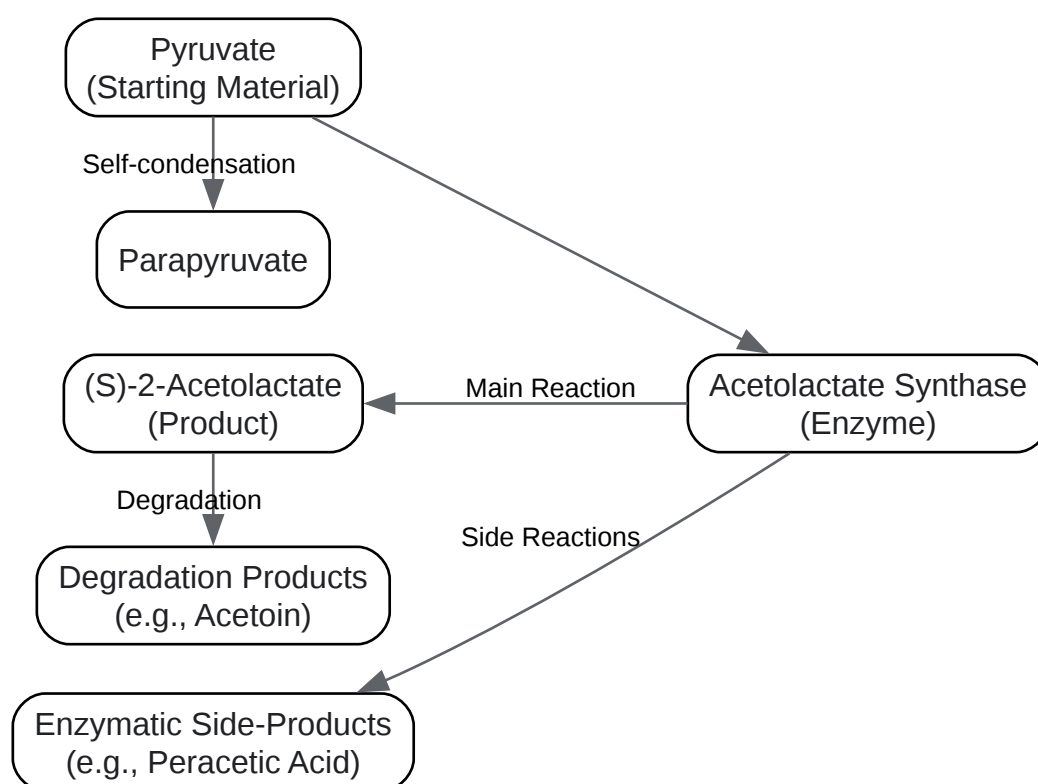 Pyruvate
(Starting Material)
Self-condensation
Parapyruvate
(S)-2-Acetolactate
(Product)
Main Reaction
Acetolactate Synthase
(Enzyme)
Degradation
Side Reactions
Degradation Products
(e.g., Acetoin)
Enzymatic Side-Products
(e.g., Peracetic Acid)